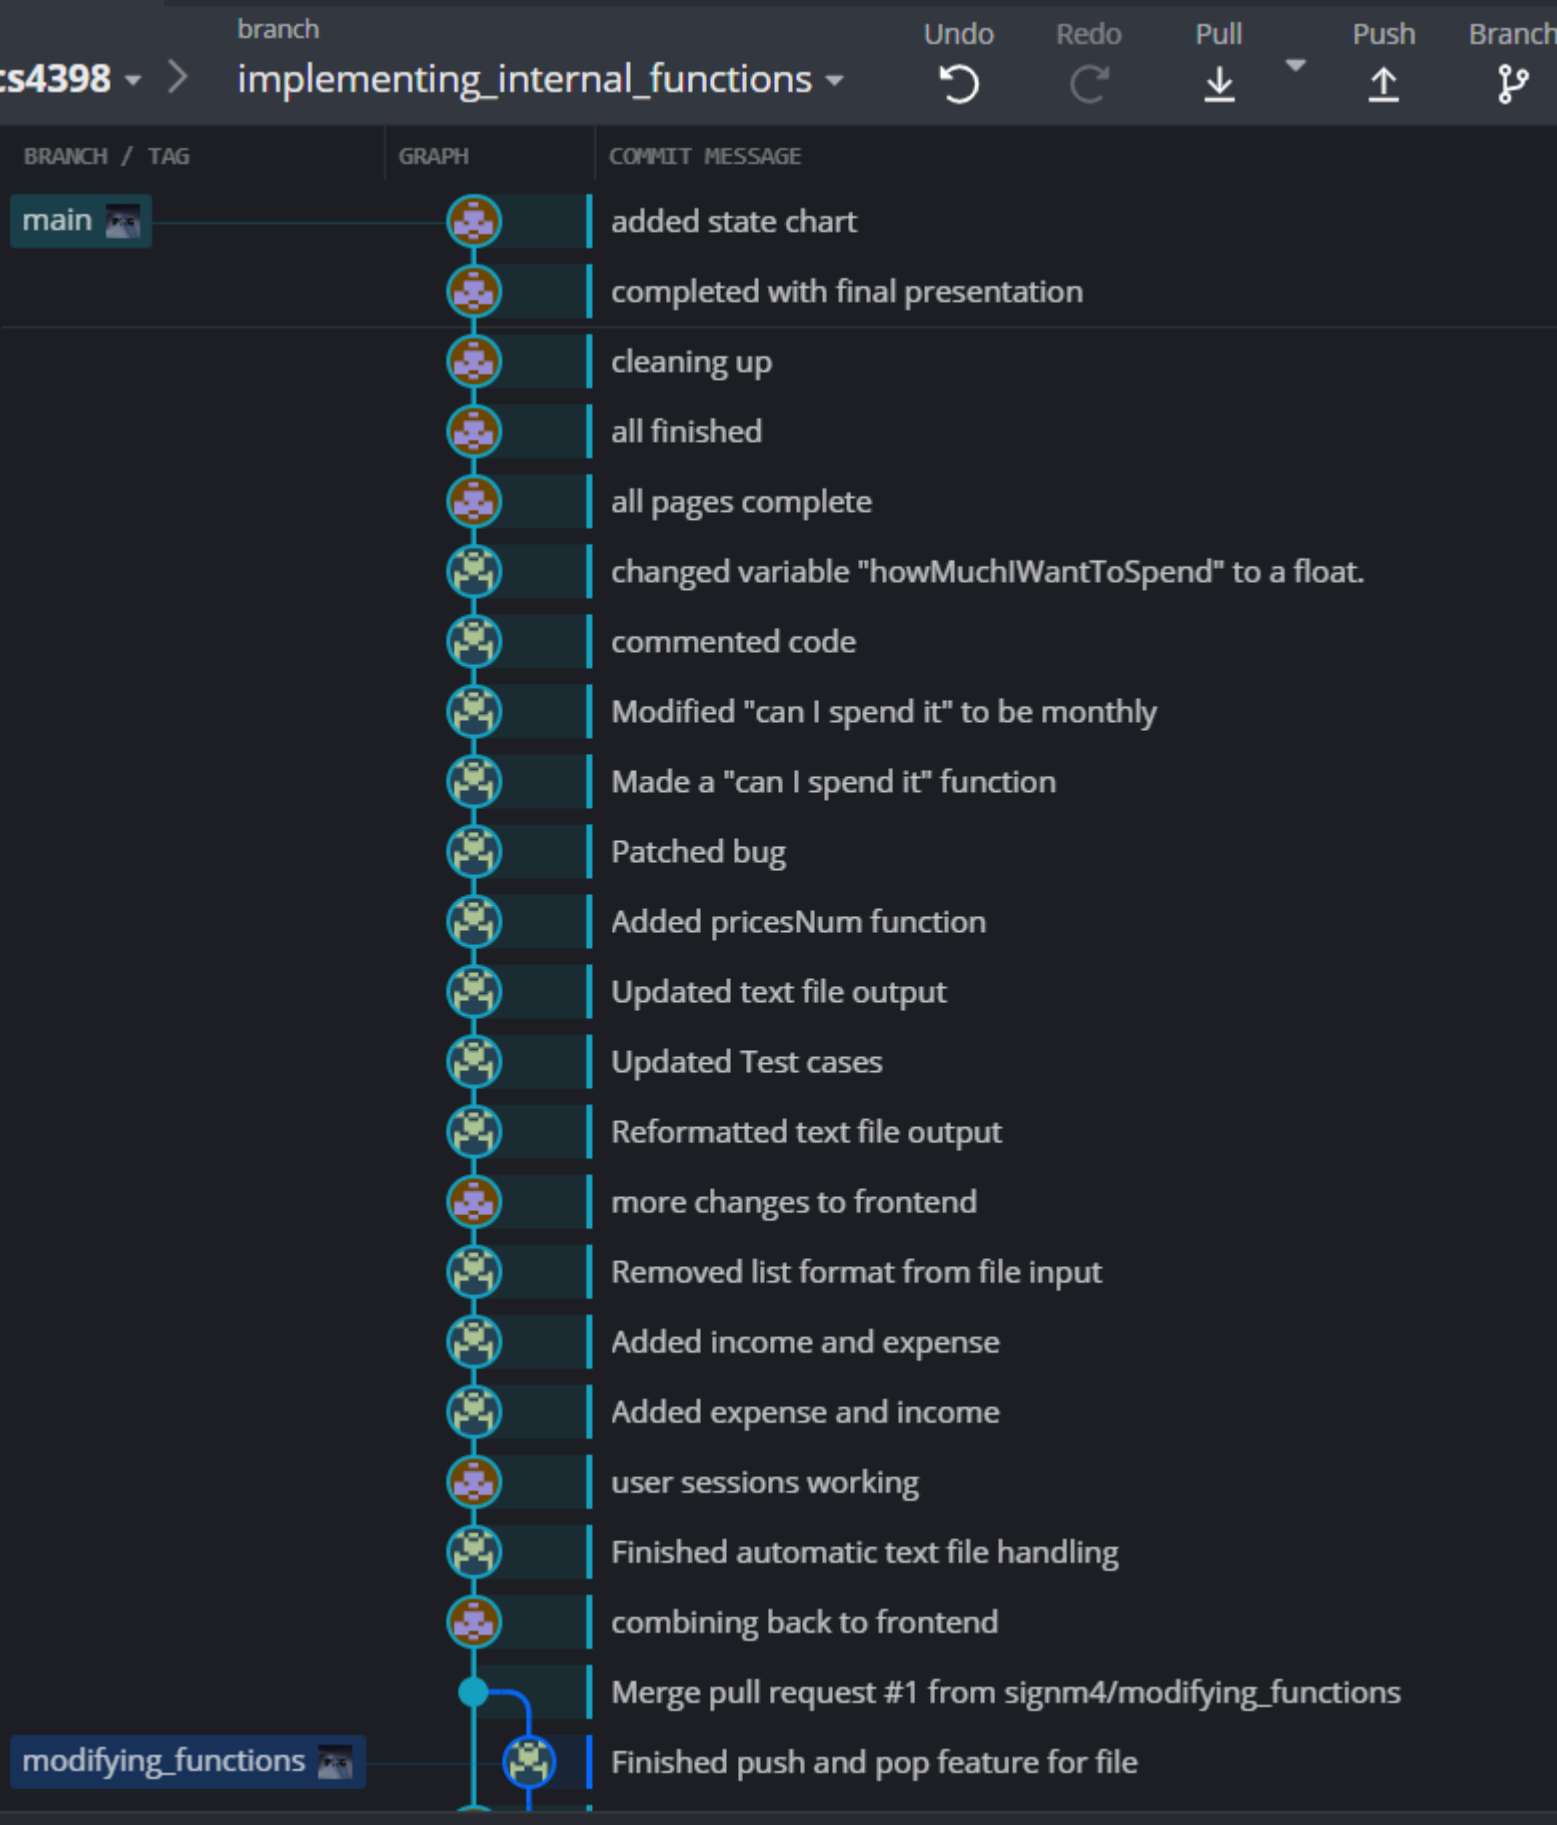 branch
Undo Redo Pull Push Branch
cs4398 implementing_internal_functions
BRANCH / TAG GRAPH COMMIT MESSAGE
main added state chart
completed with final presentation
cleaning up
all finished
all pages complete
changed variable "howMuchIWantToSpend" to a float.
commented code
Modified "can I spend it" to be monthly
Made a "can I spend it" function
Patched bug
Added pricesNum function
Updated text file output
Updated Test cases
Reformatted text file output
more changes to frontend
Removed list format from file input
Added income and expense
Added expense and income
user sessions working
Finished automatic text file handling
combining back to frontend
Merge pull request #1 from signm4/modifying_functions
modifying_functions Finished push and pop feature for file